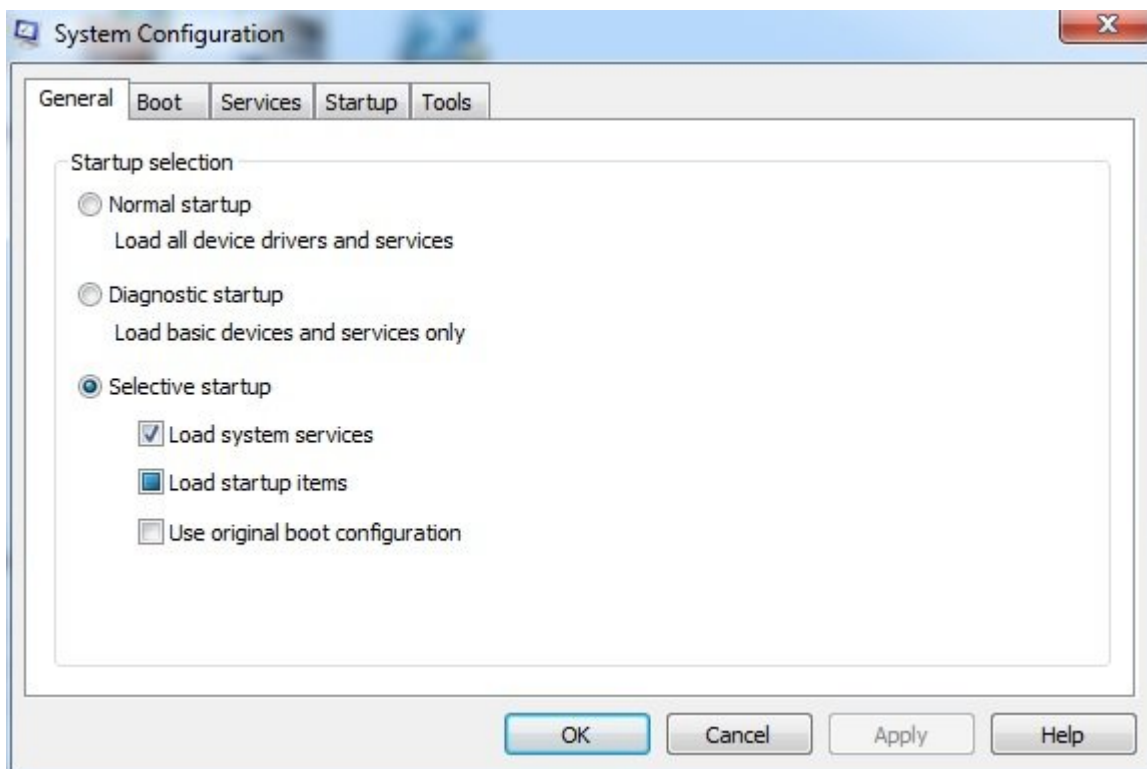 System Configuration
General Boot Services Startup Tools
Startup selection
Normal startup
Load all device drivers and services
Diagnostic startup
Load basic devices and services only
Selective startup
Load system services
Load startup items
Use original boot configuration
OK Cancel Apply Help